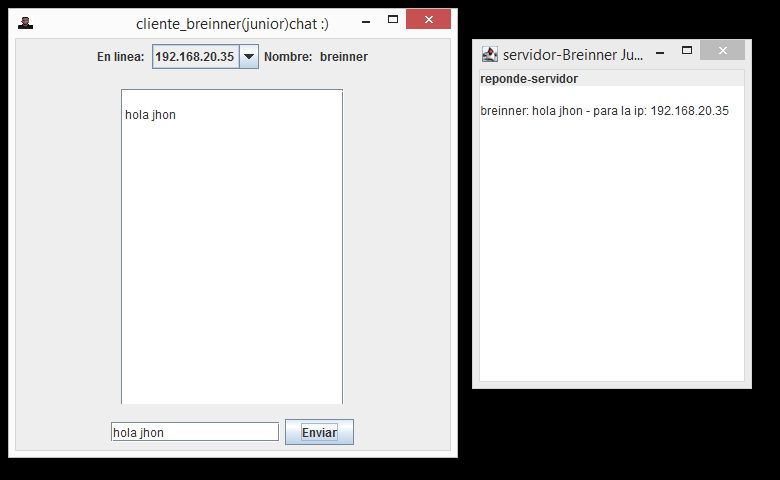 cliente_breinner(junior)chat :)
En linea: 192.168.20.35 Nombre: breinner
hola jhon
hola jhon Enviar
servidor-Breinner Ju...
reponde-servidor
breinner: hola jhon - para la ip: 192.168.20.35